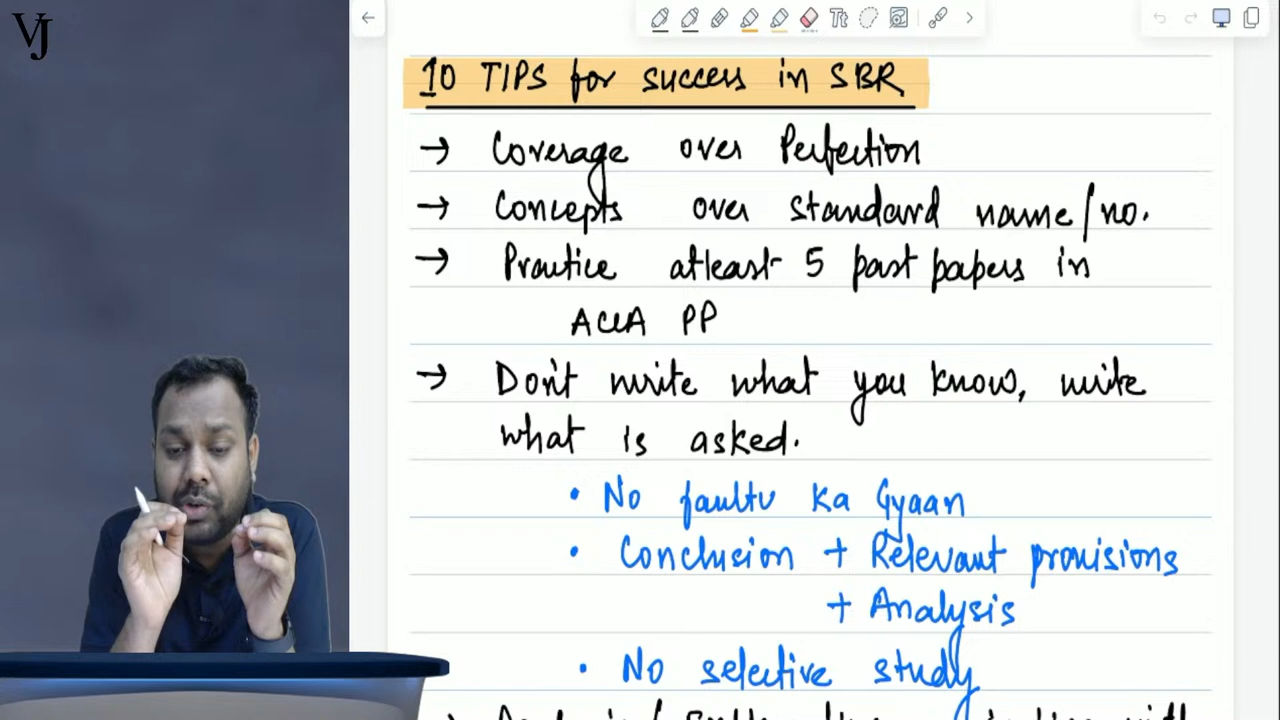 VJ
10 TIPS for success in SBR
→ Coverage over Perfection
→ Concepts over standard name/no.
→ Practice atleast 5 past papers in
ACCA PP
→ Don't write what you know, write
what is asked.
• No faultu ka Gyaan
• Conclusion + Relevant provisions
+ Analysis
• No selective study